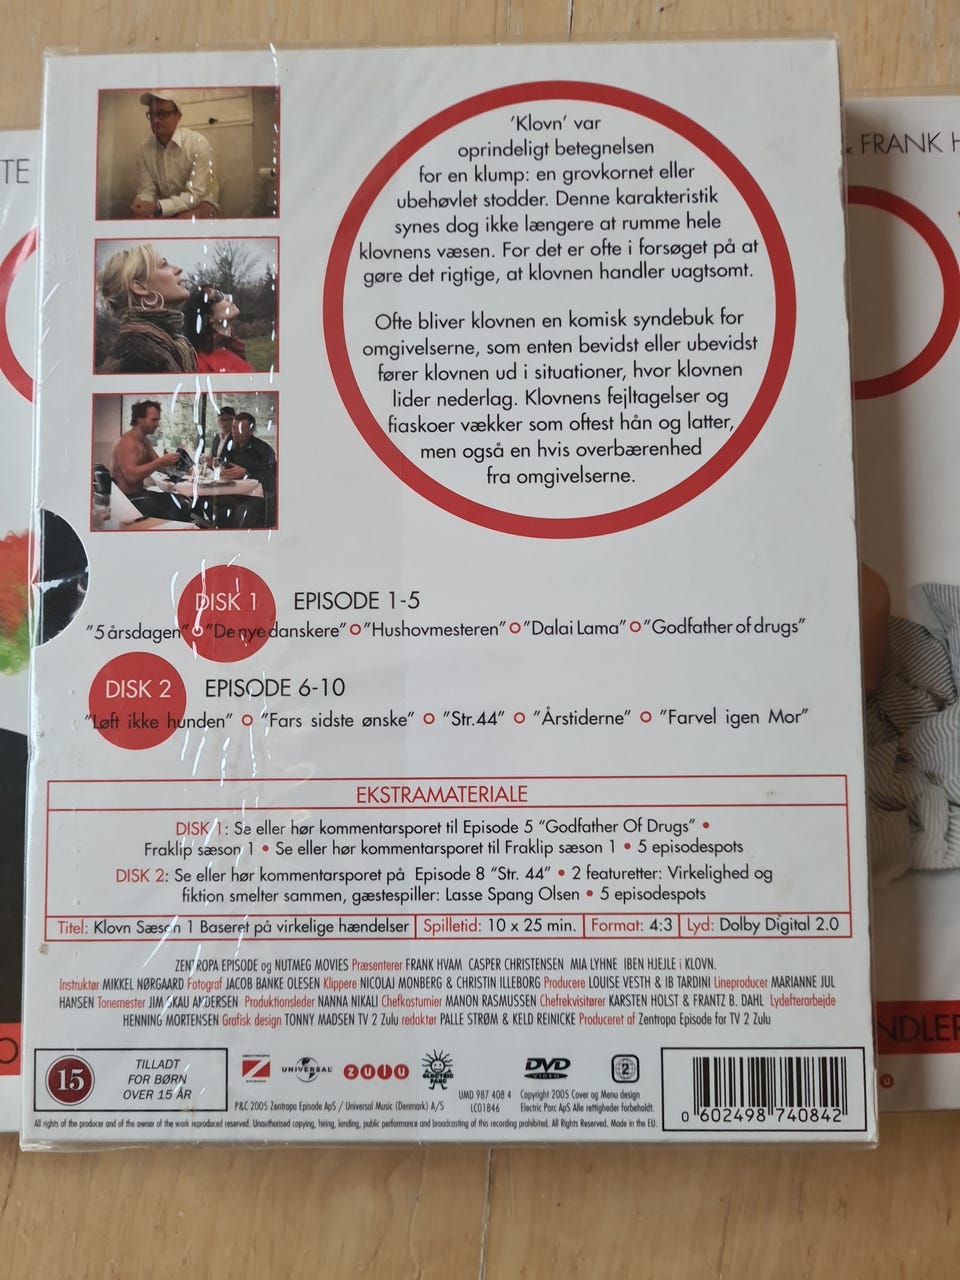 TE
& FRANK H
'Klovn' var
oprindeligt betegnelsen
for en klump: en grovkornet eller
ubehøvlet stodder. Denne karakteristik
synes dog ikke længere at rumme hele
klovnens væsen. For det er ofte i forsøget på at
gøre det rigtige, at klovnen handler uagtsomt.
Ofte bliver klovnen en komisk syndebuk for
omgivelserne, som enten bevidst eller ubevidst
fører klovnen ud i situationer, hvor klovnen
lider nederlag. Klovnens fejltagelser og
fiaskoer vækker som oftest hån og latter,
men også en hvis overbærenhed
fra omgivelserne.
DISK 1 EPISODE 1-5
"5 årsdagen" o "De nye danskere" o "Hushovmesteren" o "Dalai Lama" o "Godfather of drugs"
DISK 2 EPISODE 6-10
"Løft ikke hunden" o "Fars sidste ønske" o "Str.44" o "Årstiderne" o "Farvel igen Mor"
EKSTRAMATERIALE
DISK 1: Se eller hør kommentarsporet til Episode 5 "Godfather Of Drugs" •
Fraklip sæson 1 • Se eller hør kommentarsporet til Fraklip sæson 1 • 5 episodespots
DISK 2: Se eller hør kommentarsporet på Episode 8 "Str. 44" • 2 featuretter: Virkelighed og
fiktion smelter sammen, gæstespiller: Lasse Spang Olsen • 5 episodespots
Titel: Klovn Sæson 1 Baseret på virkelige hændelser | Spilletid: 10 x 25 min. | Format: 4:3 | Lyd: Dolby Digital 2.0
ZENTROPA EPISODE og NUTMEG MOVIES Præsenterer FRANK HVAM CASPER CHRISTENSEN MIA LYHNE IBEN HJEJLE i KLOVN.
Instruktør MIKKEL NØRGAARD Fotograf JACOB BANKE OLESEN Klippere NICOLAJ MONBERG & CHRISTIN ILLEBORG Producere LOUISE VESTH & IB TARDINI Lineproducer MARIANNE JUL
HANSEN Tonemester JIM SKAU ANDERSEN Produktionsleder NANNA NIKALI Chefkostumier MANON RASMUSSEN Chefrekvisitører KARSTEN HOLST & FRANTZ B. DAHL Lydefterarbejde
HENNING MORTENSEN Grafisk design TONNY MADSEN TV 2 Zulu redaktør PALLE STRØM & KELD REINICKE Produceret af Zentropa Episode for TV 2 Zulu
NDLER
15
TILLADT
FOR BØRN
OVER 15 ÅR
UNIVERSAL
ZULU
ELECTRIC
PARC
DVD
VIDEO
2
P&C 2005 Zentropa Episode ApS / Universal Music (Denmark) A/S
UMD 987 408 4
LC01846
Copyright 2005 Cover og Menu design
Electric Parc ApS Alle rettigheder forbeholdt.
0 602498 740842
All rights of the producer and of the owner of the work reproduced reserved. Unauthorised copying, hiring, lending, public performance and broadcasting of this recording prohibited. All Rights Reserved. Made in the EU.